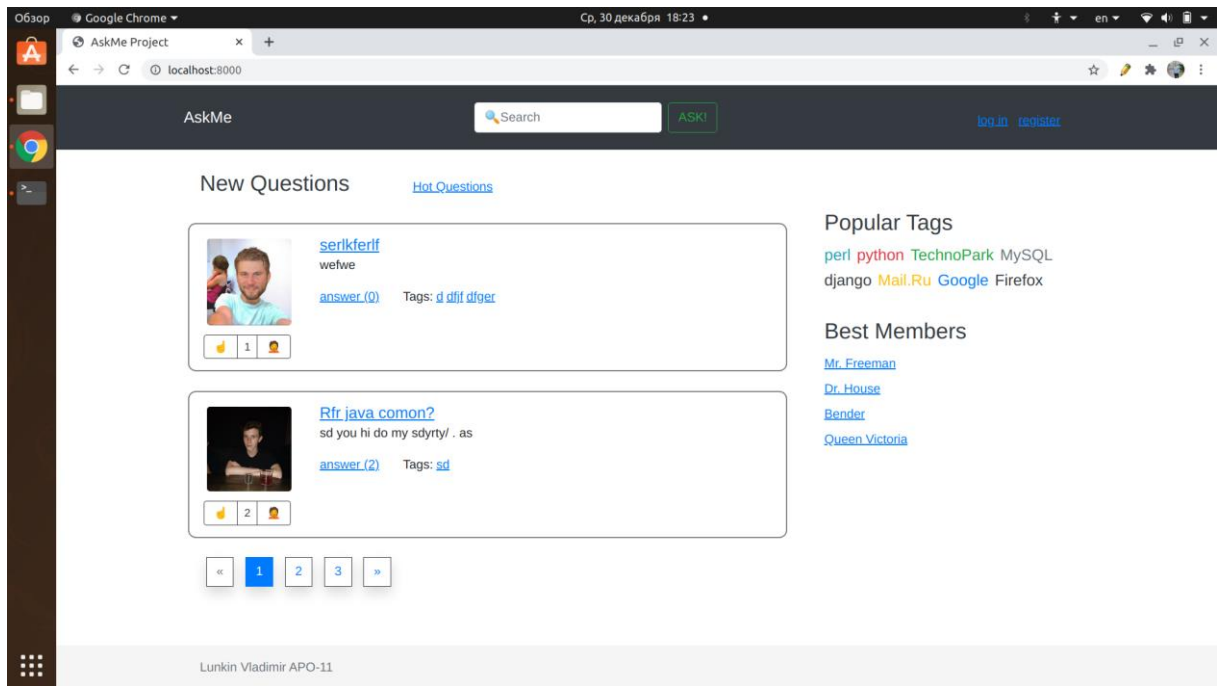 Обзор Google Chrome Ср, 30 декабря 18:23 en
AskMe Project
localhost:8000
AskMe Search ASK! log in register
New Questions Hot Questions
serlkferlf
wefwe
answer (0) Tags: d dfjf dfger
1
Rfr java comon?
sd you hi do my sdyrty/ . as
answer (2) Tags: sd
2
« 1 2 3 »
Popular Tags
perl python TechnoPark MySQL
django Mail.Ru Google Firefox
Best Members
Mr. Freeman
Dr. House
Bender
Queen Victoria
Lunkin Vladimir APO-11